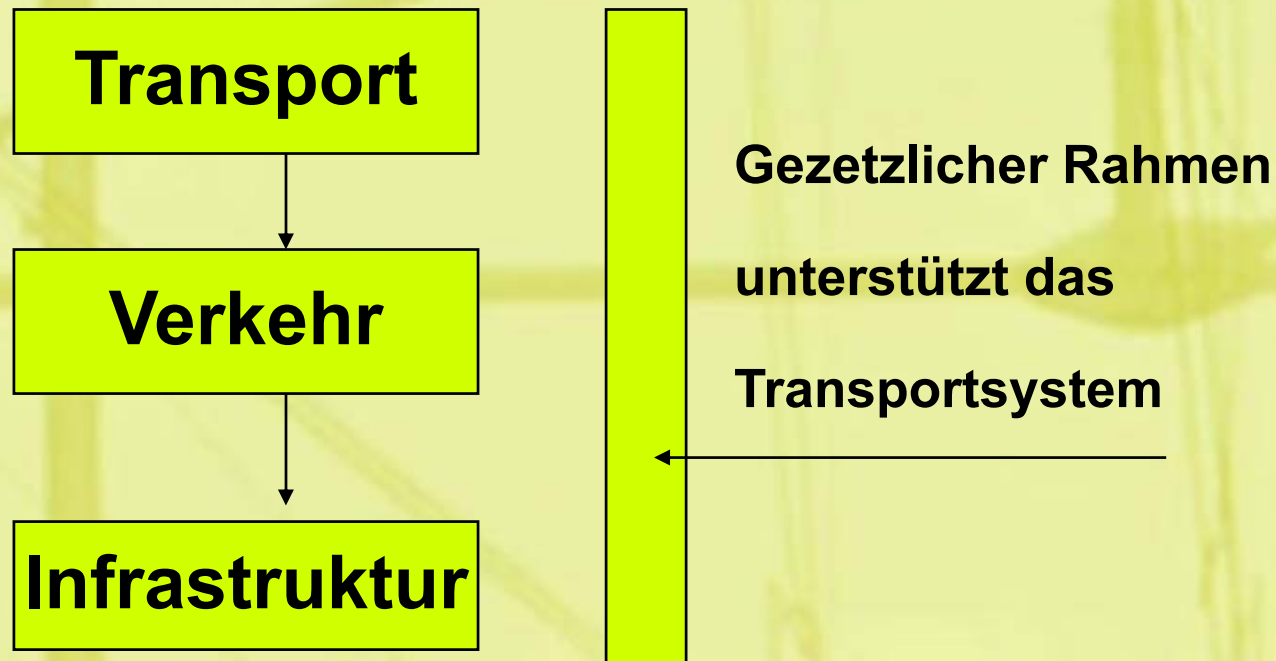 Transport
Verkehr
Infrastruktur
Gezetzlicher Rahmen
unterstützt das
Transportsystem